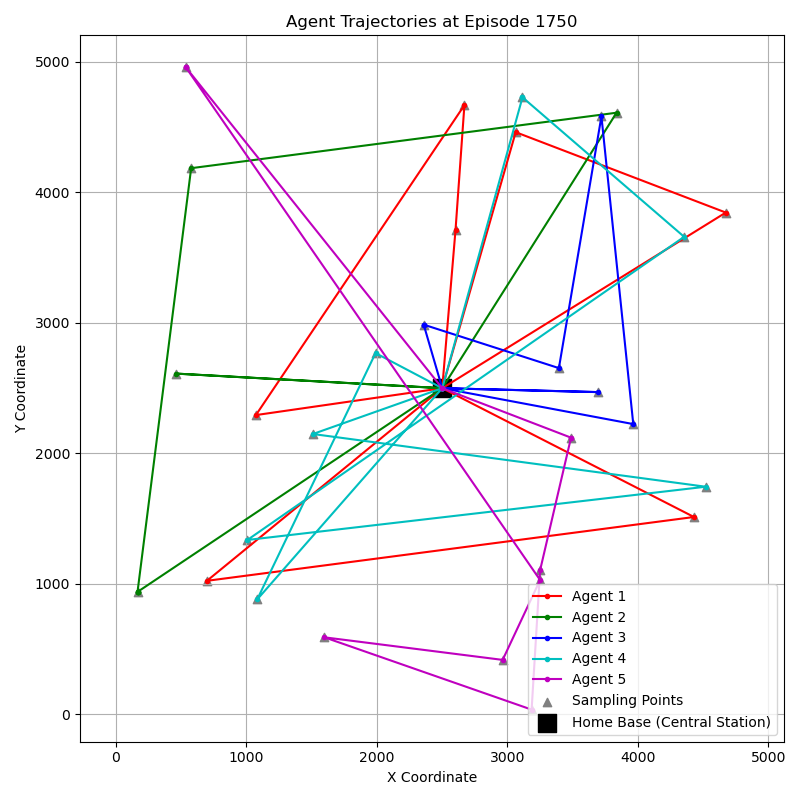 Agent Trajectories at Episode 1750
5000
4000
3000
2000
1000
0
Y Coordinate
0 1000 2000 3000 4000 5000
X Coordinate
Agent 1
Agent 2
Agent 3
Agent 4
Agent 5
Sampling Points
Home Base (Central Station)